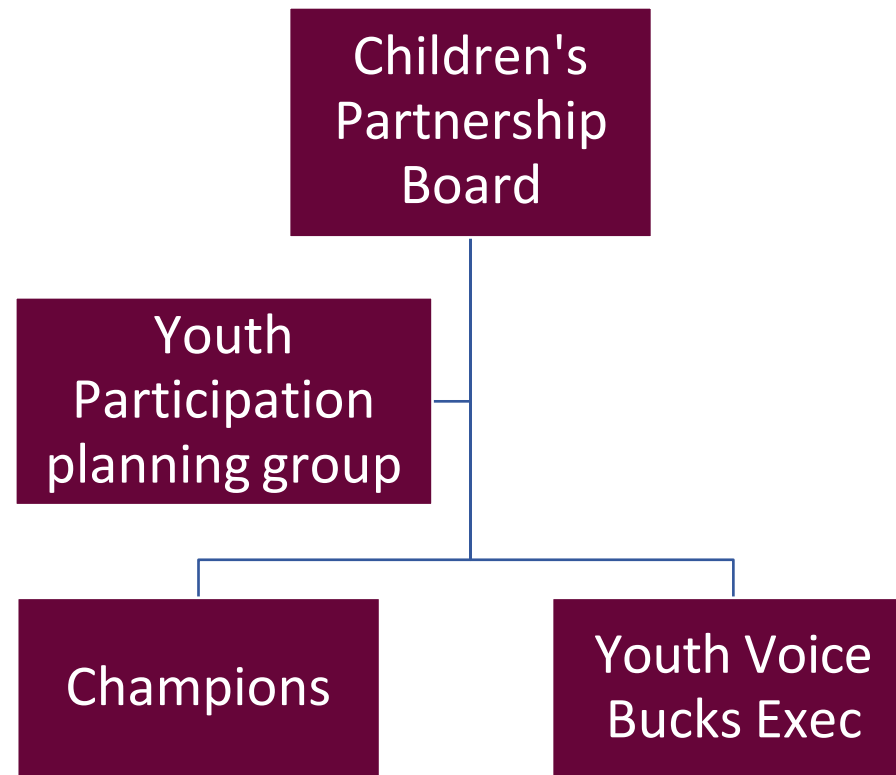 Children's
Partnership
Board
Youth
Participation
planning group
Champions
Youth Voice
Bucks Exec